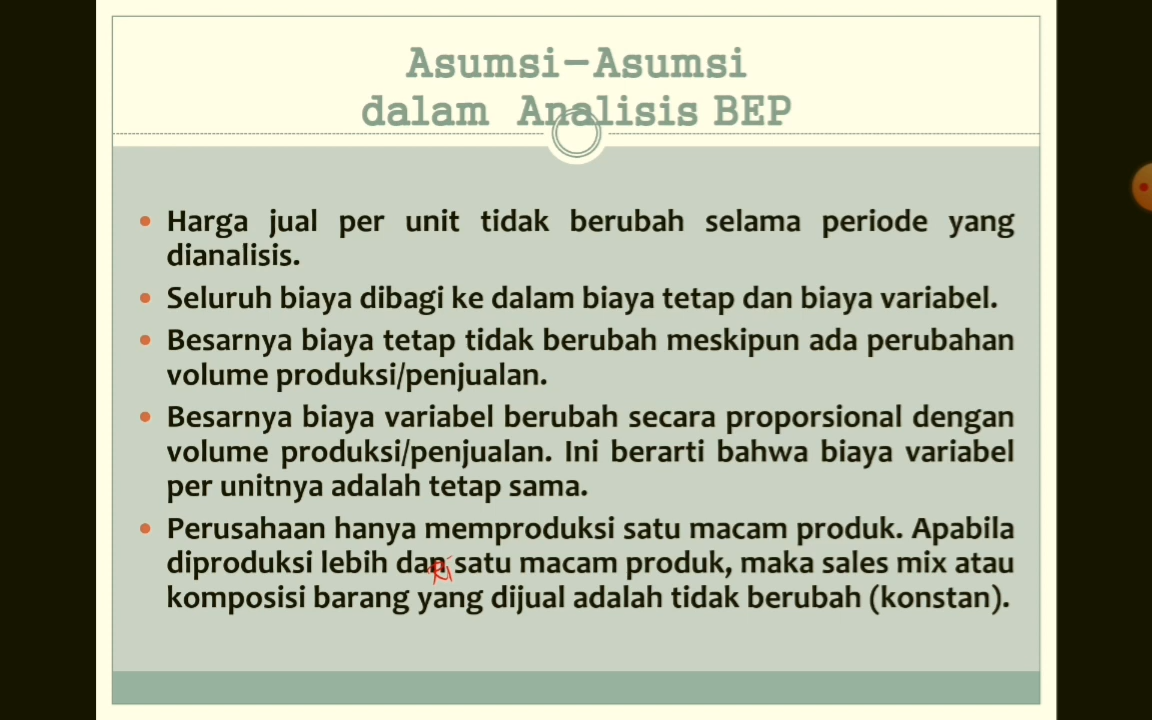 Asumsi-Asumsi
dalam Analisis BEP
• Harga jual per unit tidak berubah selama periode yang
dianalisis.
• Seluruh biaya dibagi ke dalam biaya tetap dan biaya variabel.
• Besarnya biaya tetap tidak berubah meskipun ada perubahan
volume produksi/penjualan.
• Besarnya biaya variabel berubah secara proporsional dengan
volume produksi/penjualan. Ini berarti bahwa biaya variabel
per unitnya adalah tetap sama.
• Perusahaan hanya memproduksi satu macam produk. Apabila
diproduksi lebih dan satu macam produk, maka sales mix atau
Ri
komposisi barang yang dijual adalah tidak berubah (konstan).